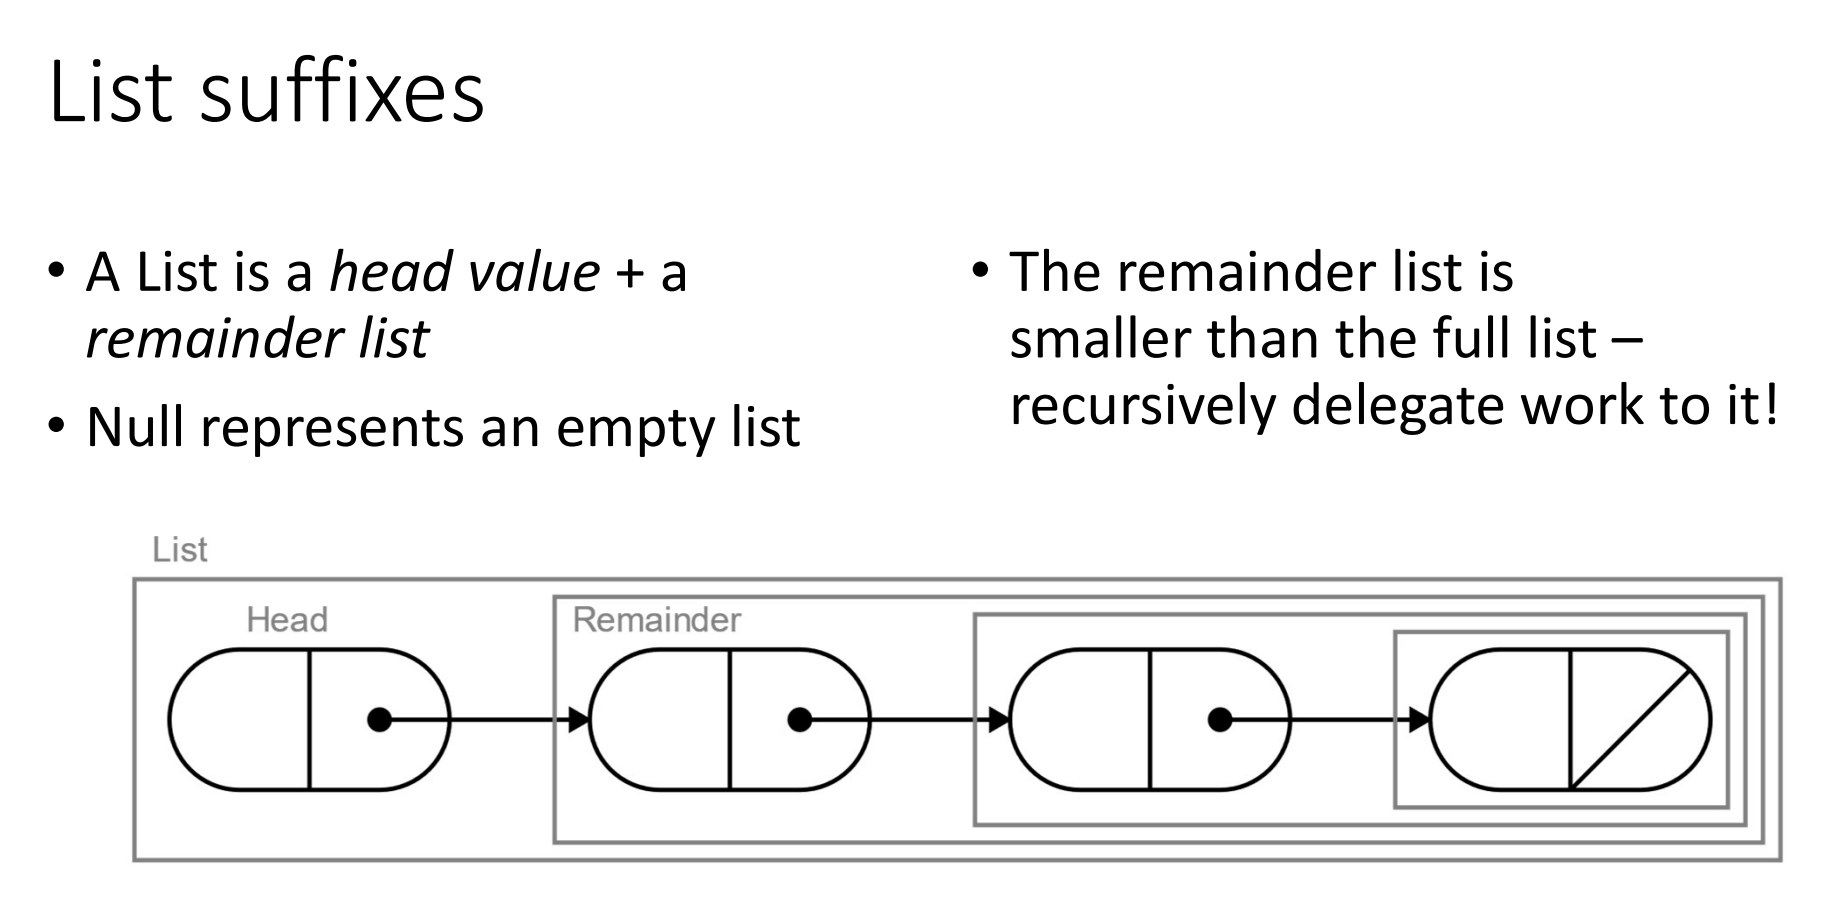 List suffixes
• A List is a head value + a
remainder list
• Null represents an empty list
• The remainder list is
smaller than the full list –
recursively delegate work to it!
List
Head
Remainder